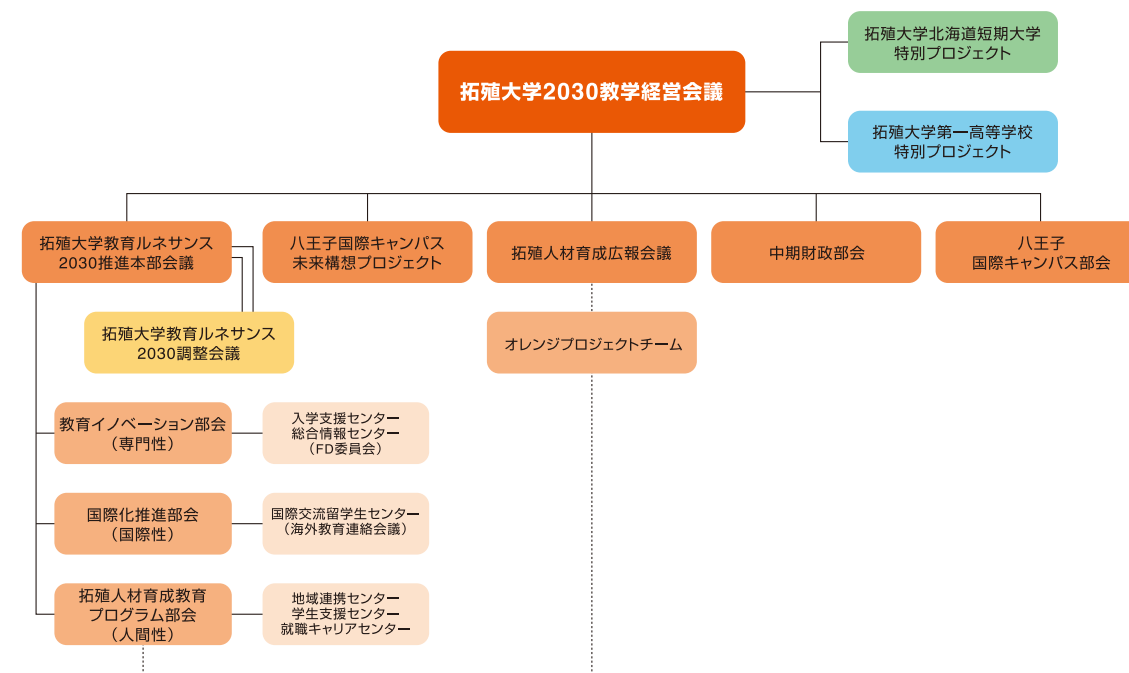 拓殖大学北海道短期大学
特別プロジェクト
拓殖大学2030教学経営会議
拓殖大学第一高等学校
特別プロジェクト
拓殖大学教育ルネサンス
2030推進本部会議
八王子国際キャンパス
未来構想プロジェクト
拓殖人材育成広報会議
中期財政部会
八王子
国際キャンパス部会
拓殖大学教育ルネサンス
2030調整会議
オレンジプロジェクトチーム
教育イノベーション部会
（専門性）
入学支援センター
総合情報センター
（FD委員会）
国際化推進部会
（国際性）
国際交流留学生センター
（海外教育連絡会議）
拓殖人材育成教育
プログラム部会
（人間性）
地域連携センター
学生支援センター
就職キャリアセンター